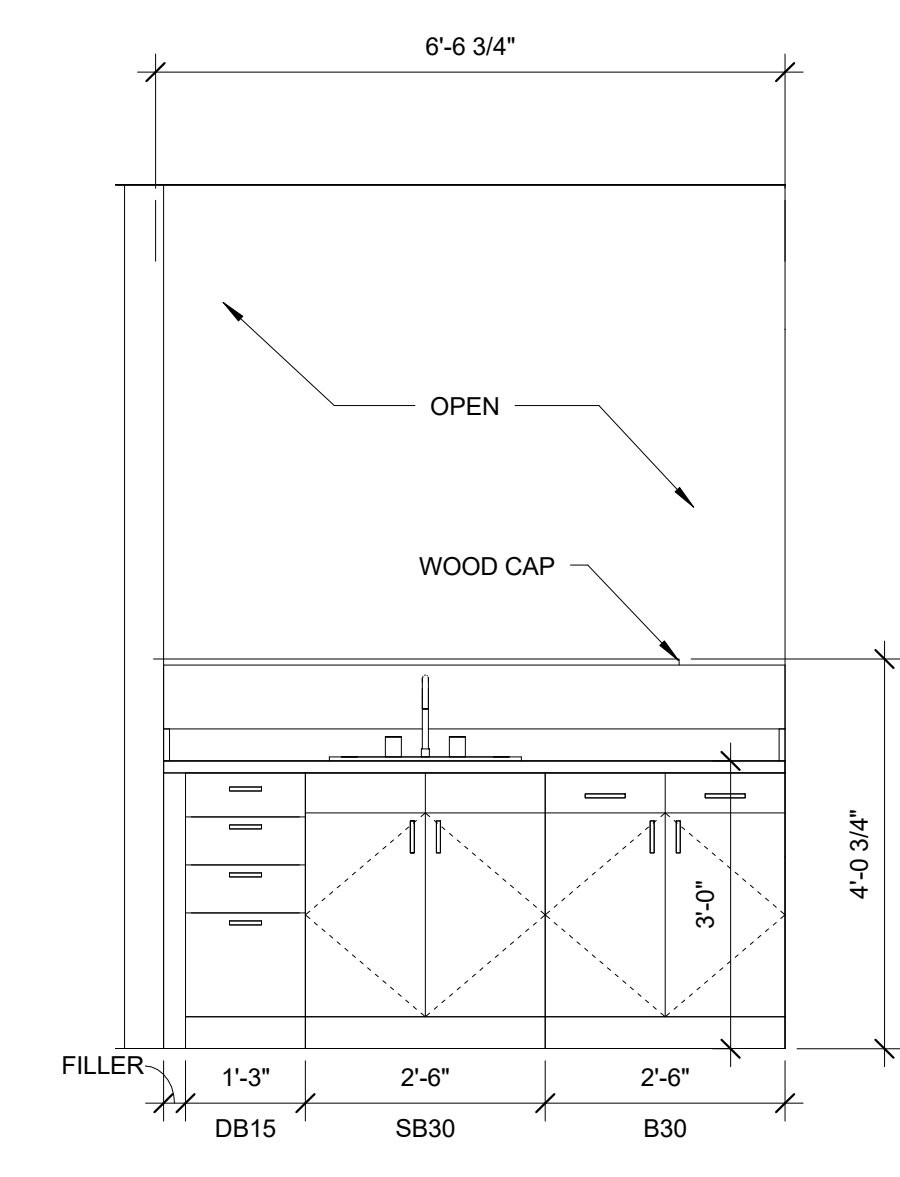 6'-6 3/4"
OPEN
WOOD CAP
4'-0 3/4"
3'-0"
FILLER
1'-3"
2'-6"
2'-6"
DB15
SB30
B30